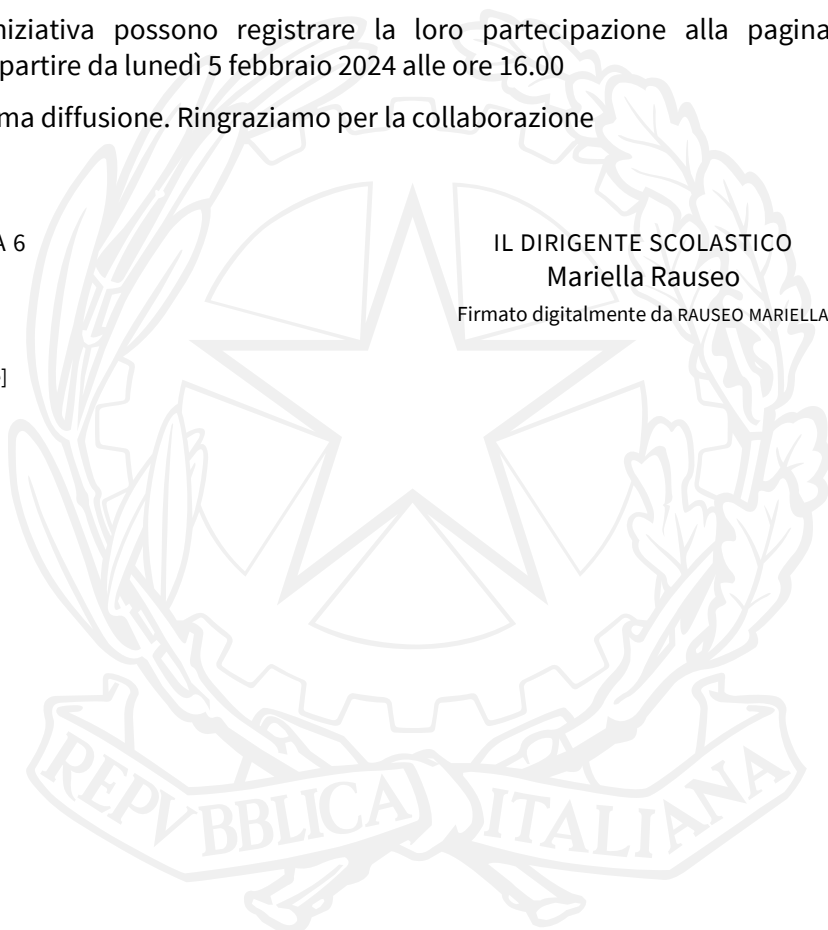 niziativa possono registrare la loro partecipazione alla pagina
partire da lunedì 5 febbraio 2024 alle ore 16.00
ma diffusione. Ringraziamo per la collaborazione
A 6
IL DIRIGENTE SCOLASTICO
Mariella Rauseo
Firmato digitalmente da RAUSEO MARIELLA
]
REPVBBLICA ITALIANA